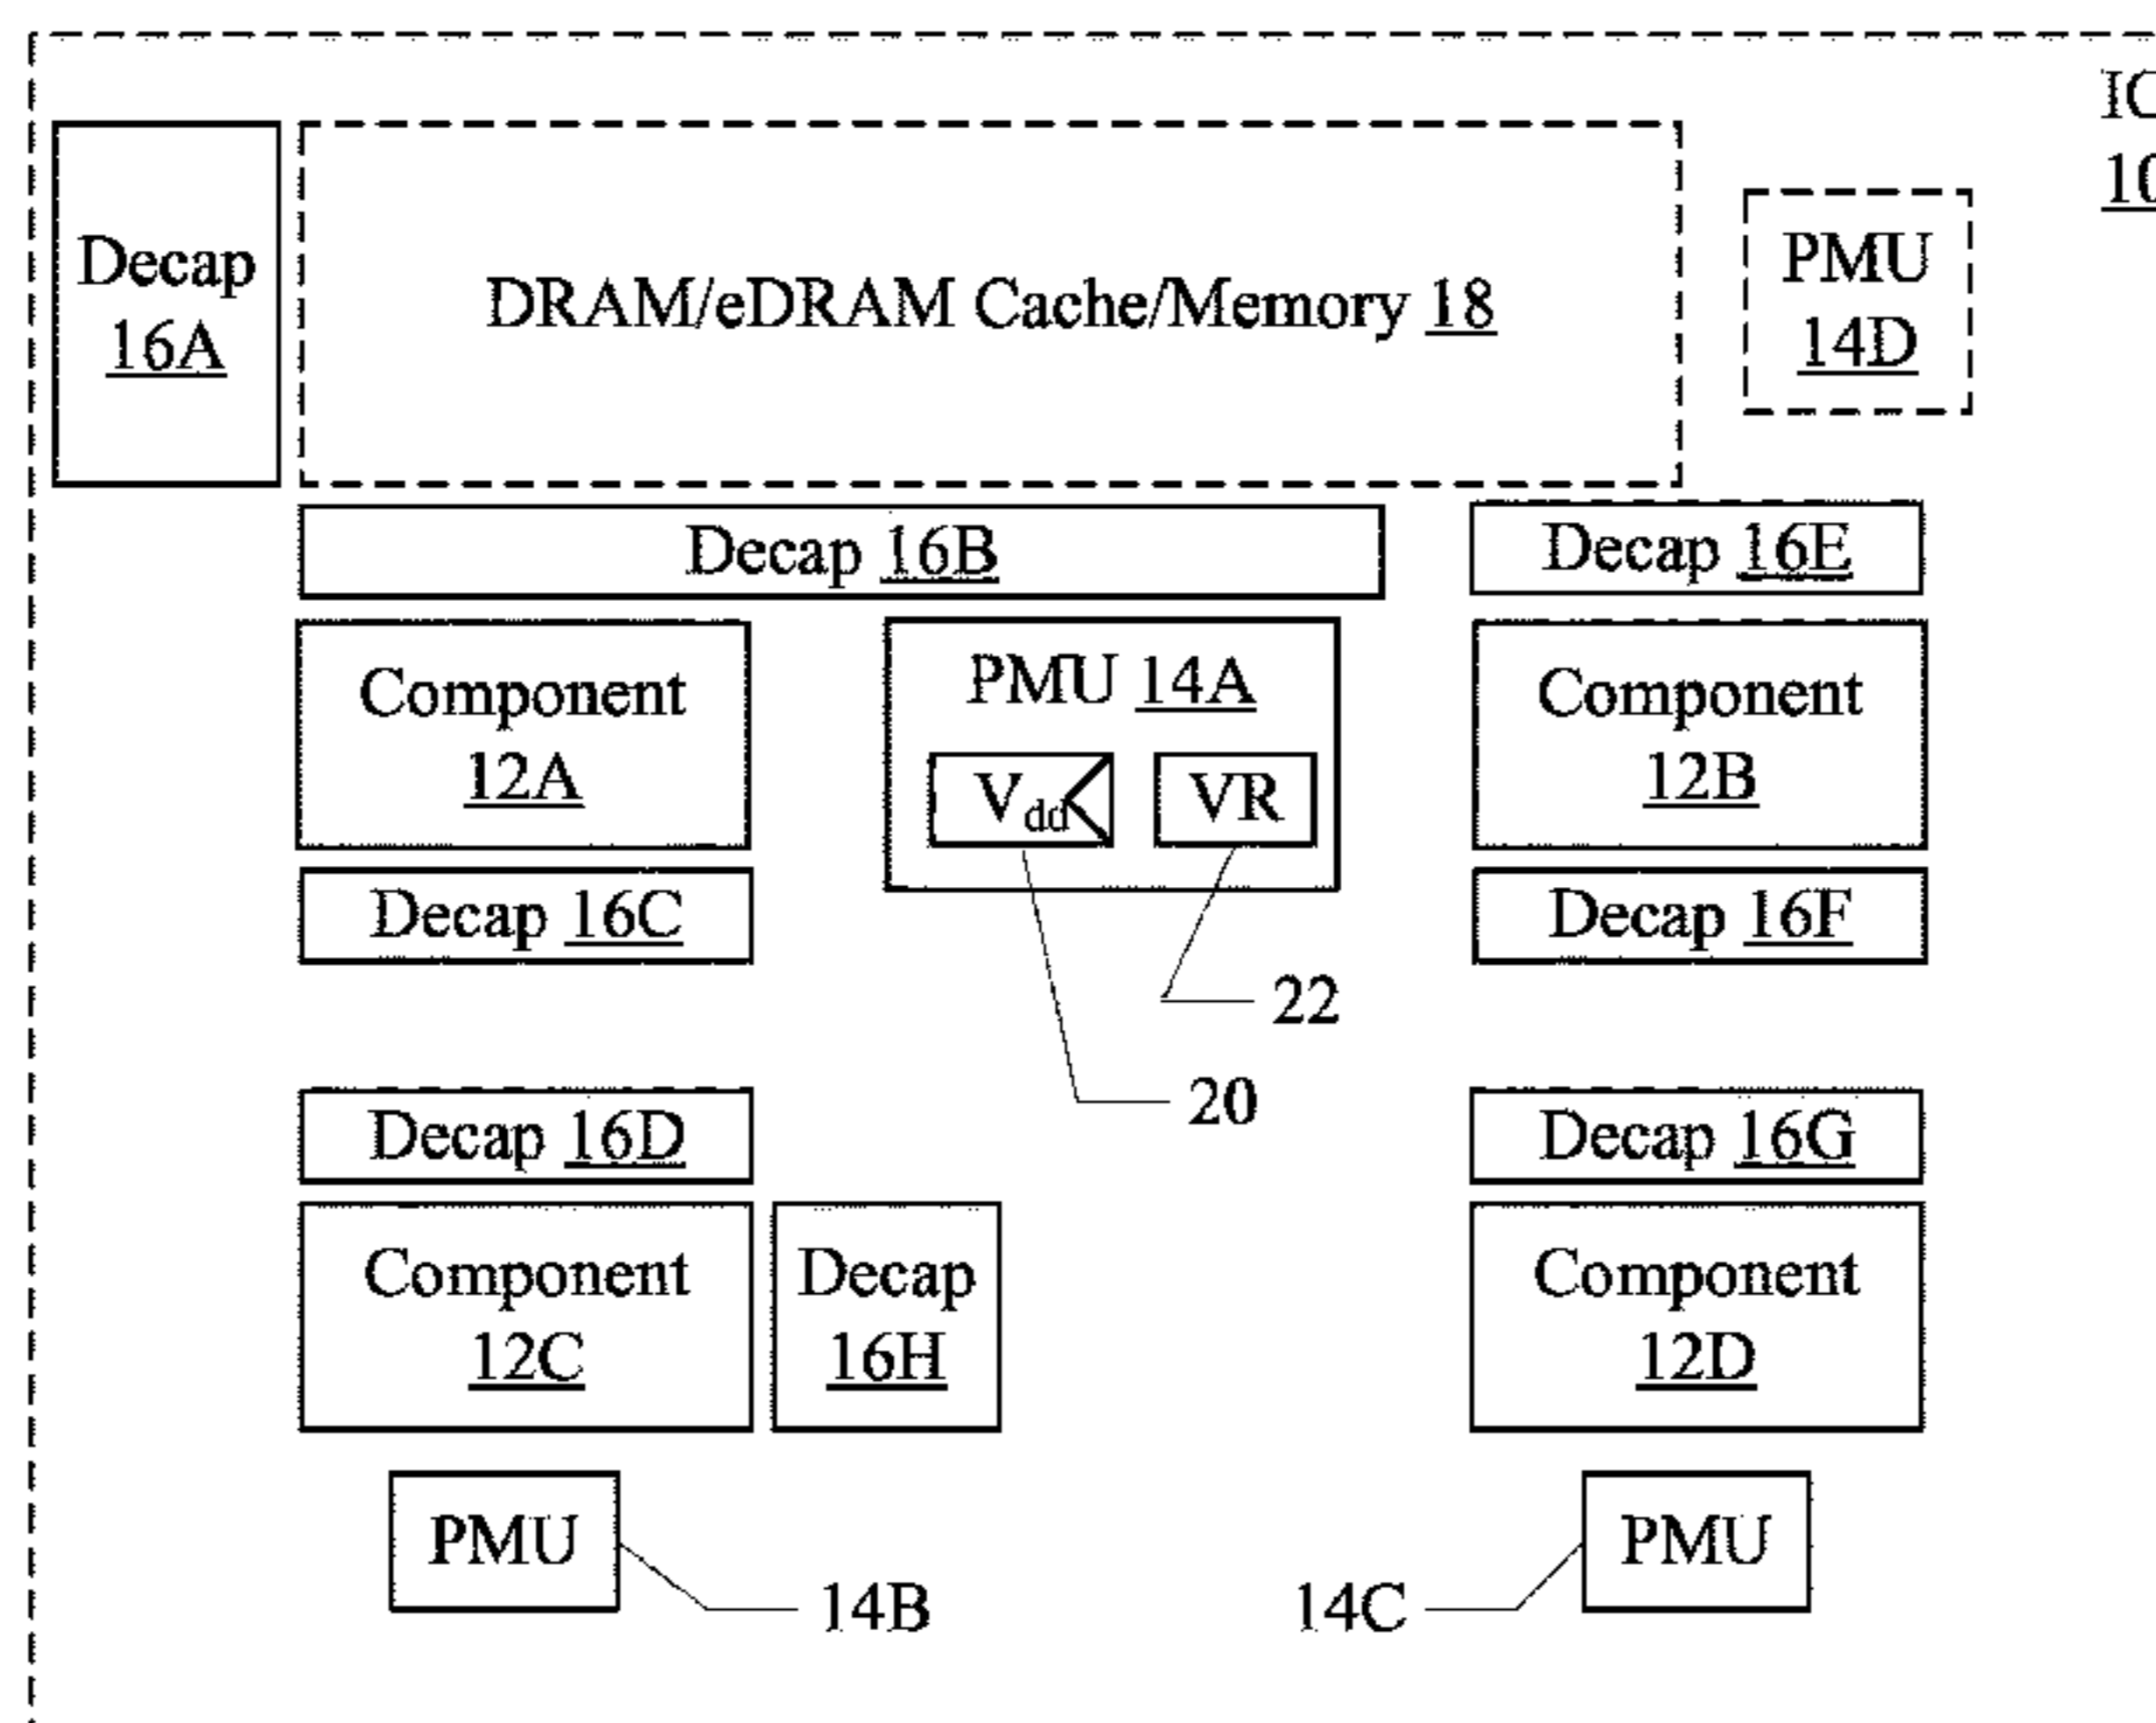 IC
10
Decap
16A
DRAM/eDRAM Cache/Memory 18
PMU
14D
Decap 16B
Decap 16E
Component
12A
PMU 14A
Vdd
VR
Component
12B
Decap 16C
Decap 16F
22
20
Decap 16D
Decap 16G
Component
12C
Decap
16H
Component
12D
PMU
14B
14C
PMU